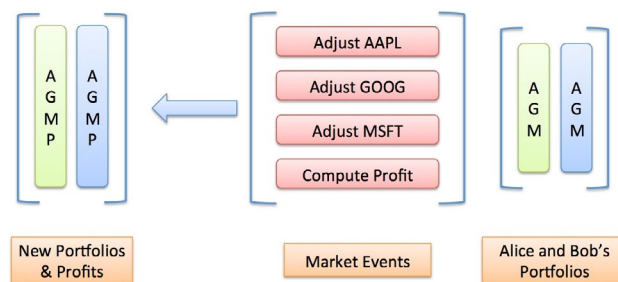 A
G
M
P
A
G
M
P
Adjust AAPL
Adjust GOOG
Adjust MSFT
Compute Profit
A
G
M
A
G
M
New Portfolios
& Profits
Market Events
Alice and Bob's
Portfolios